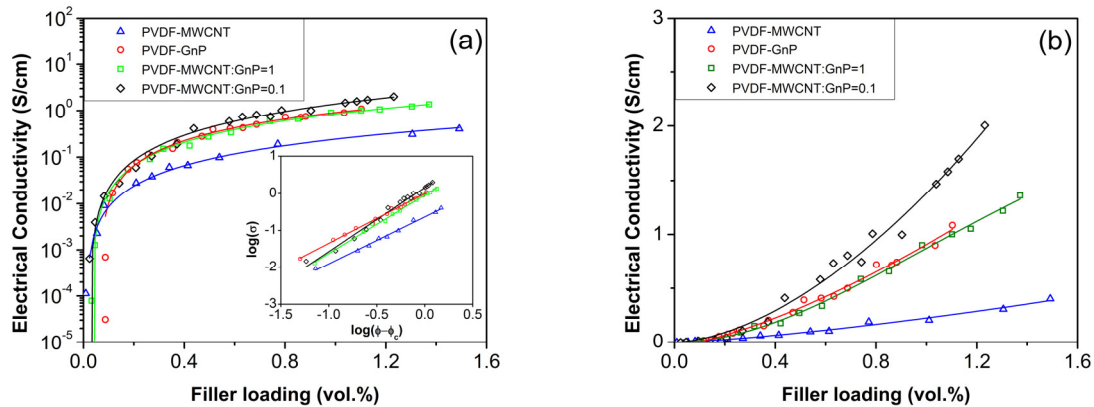 (a)
PVDF-MWCNT
PVDF-GnP
PVDF-MWCNT:GnP=1
PVDF-MWCNT:GnP=0.1
Electrical Conductivity (S/cm)
10²
10¹
10⁰
10⁻¹
10⁻²
10⁻³
10⁻⁴
10⁻⁵
0.0 0.4 0.8 1.2 1.6
Filler loading (vol.%)
log(σ)
1
0
-1
-2
-3
-1.5 -1.0 -0.5 0.0 0.5
log(ϕ-ϕc)
(b)
PVDF-MWCNT
PVDF-GnP
PVDF-MWCNT:GnP=1
PVDF-MWCNT:GnP=0.1
Electrical Conductivity (S/cm)
3
2
1
0
0.0 0.4 0.8 1.2 1.6
Filler loading (vol.%)